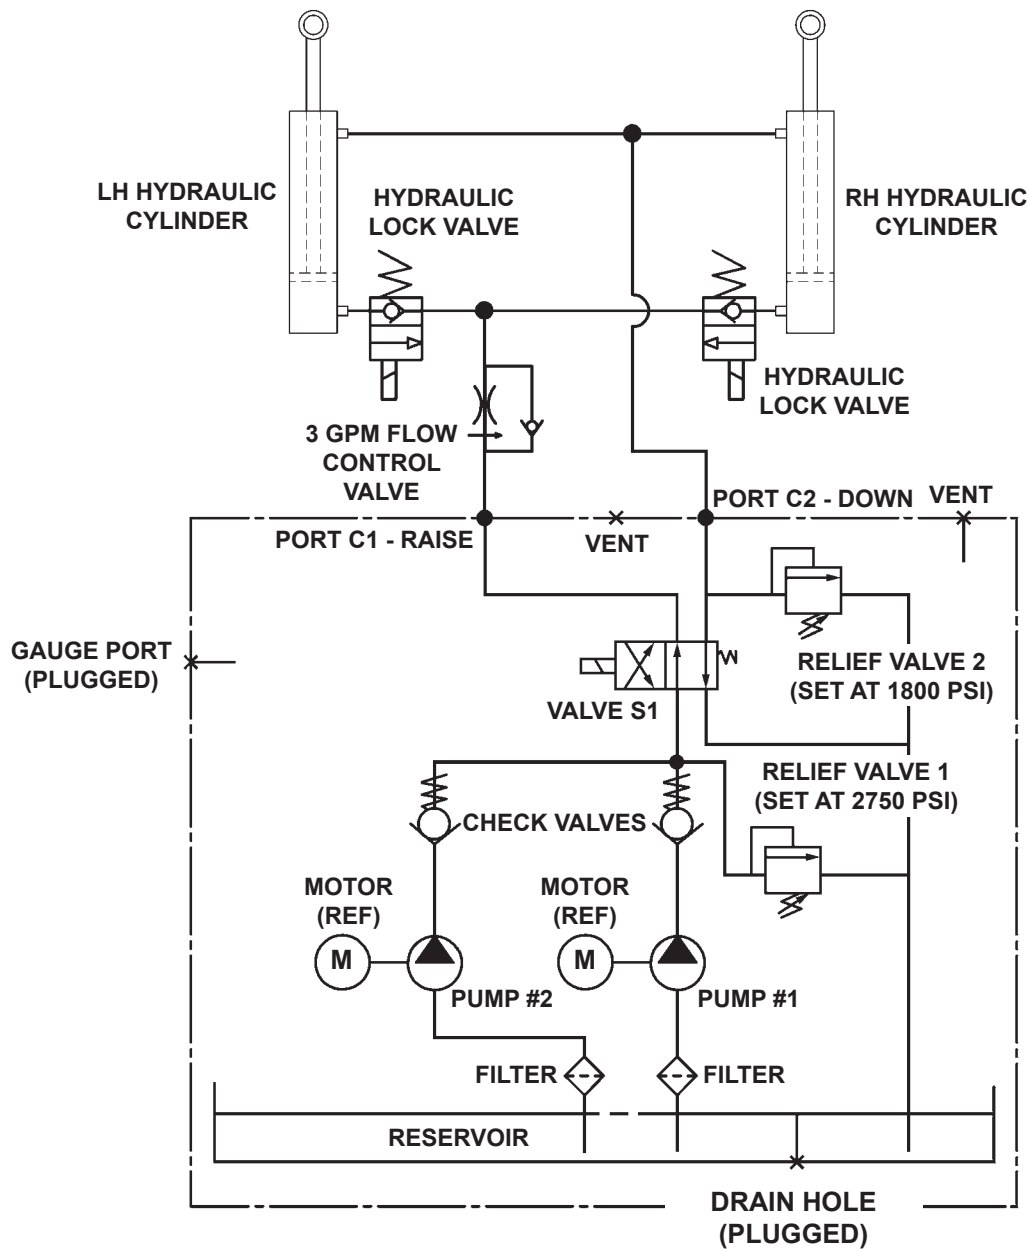 LH HYDRAULIC
CYLINDER
HYDRAULIC
LOCK VALVE
RH HYDRAULIC
CYLINDER
HYDRAULIC
LOCK VALVE
3 GPM FLOW
CONTROL
VALVE
PORT C2 - DOWN
VENT
PORT C1 - RAISE
VENT
GAUGE PORT
(PLUGGED)
RELIEF VALVE 2
(SET AT 1800 PSI)
VALVE S1
RELIEF VALVE 1
(SET AT 2750 PSI)
CHECK VALVES
MOTOR
(REF)
MOTOR
(REF)
M
M
PUMP #2
PUMP #1
FILTER
FILTER
RESERVOIR
DRAIN HOLE
(PLUGGED)